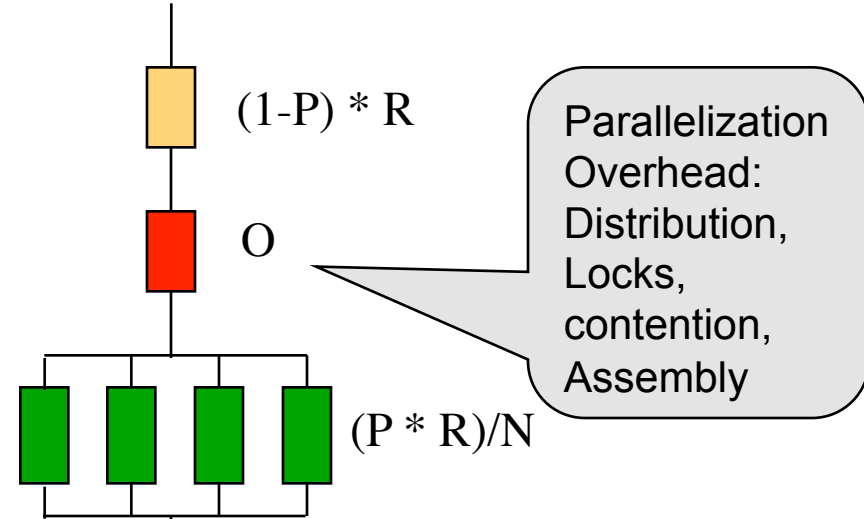 (1-P) * R
O
(P * R)/N
Parallelization
Overhead:
Distribution,
Locks,
contention,
Assembly